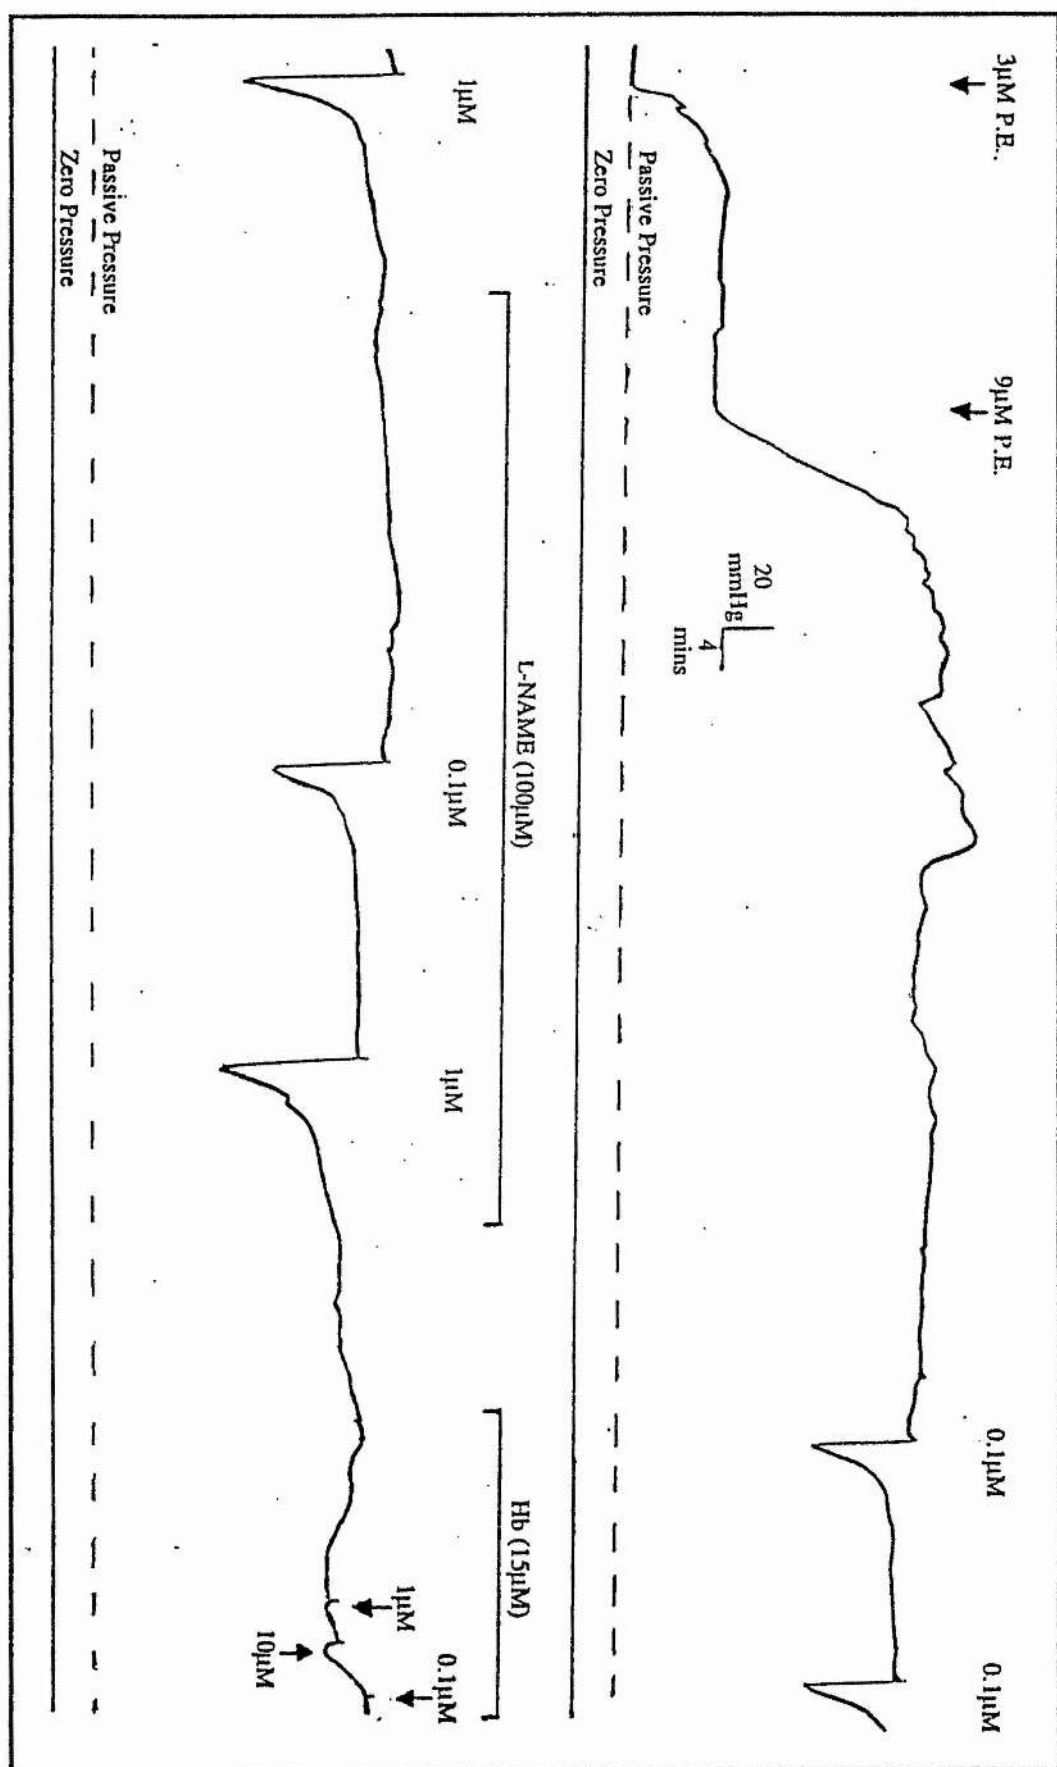 3μM P.E..
9μM P.E.
0.1μM
0.1μM
20
mmHg
4
mins
Passive Pressure
Zero Pressure
L-NAME (100μM)
Hb (15μM)
1μM
0.1μM
1μM
1μM
10μM
0.1μM
Passive Pressure
Zero Pressure